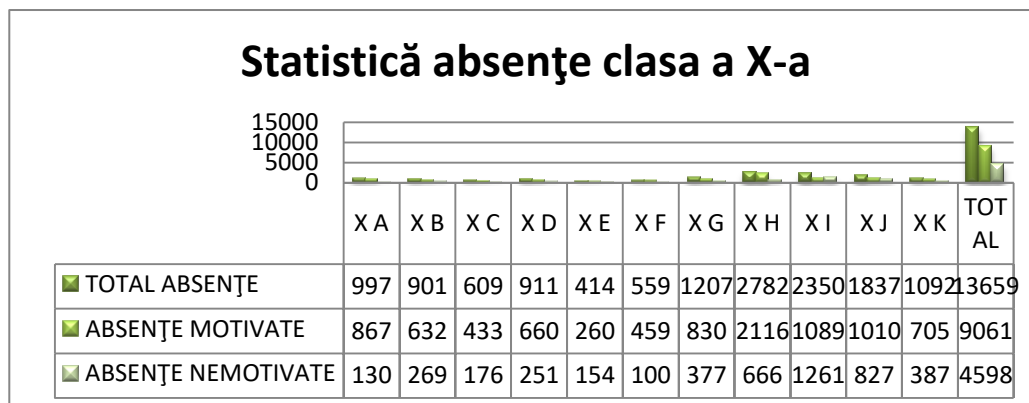 Statistică absenţe clasa a X-a
15000
10000
5000
0
X A X B X C X D X E X F X G X H X I X J X K TOT
AL
TOTAL ABSENŢE 997 901 609 911 414 559 1207 2782 2350 1837 1092 13659
ABSENŢE MOTIVATE 867 632 433 660 260 459 830 2116 1089 1010 705 9061
ABSENŢE NEMOTIVATE 130 269 176 251 154 100 377 666 1261 827 387 4598